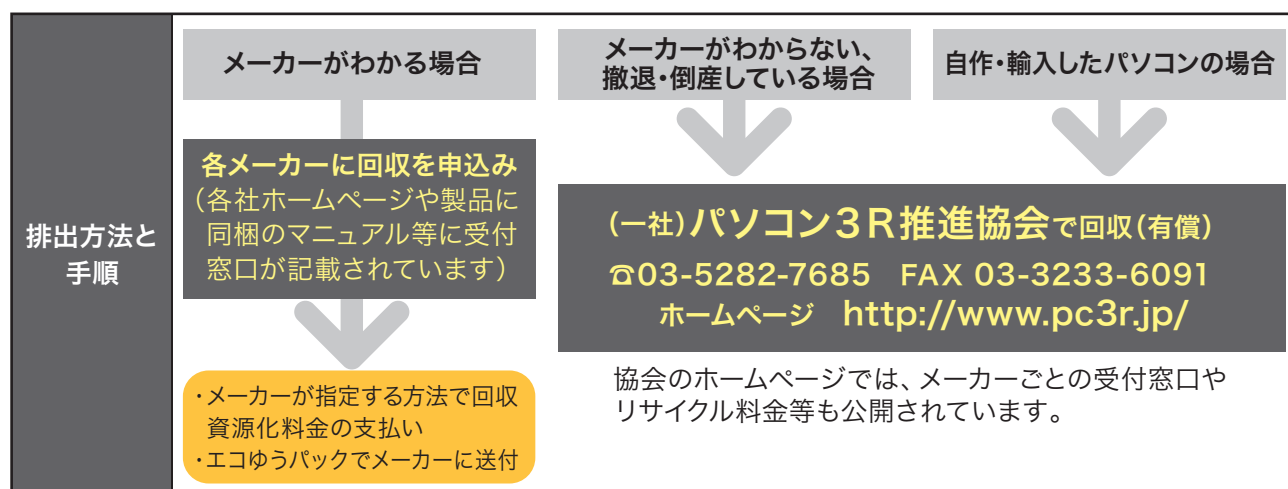 排出方法と
手順
メーカーがわかる場合
各メーカーに回収を申込み
（各社ホームページや製品に
同梱のマニュアル等に受付
窓口が記載されています）
・メーカーが指定する方法で回収
資源化料金の支払い
・エコゆうパックでメーカーに送付
メーカーがわからない、
撤退・倒産している場合
自作・輸入したパソコンの場合
（一社）パソコン３Ｒ推進協会で回収（有償）
☎03-5282-7685 FAX 03-3233-6091
ホームページ http://www.pc3r.jp/
協会のホームページでは、メーカーごとの受付窓口や
リサイクル料金等も公開されています。